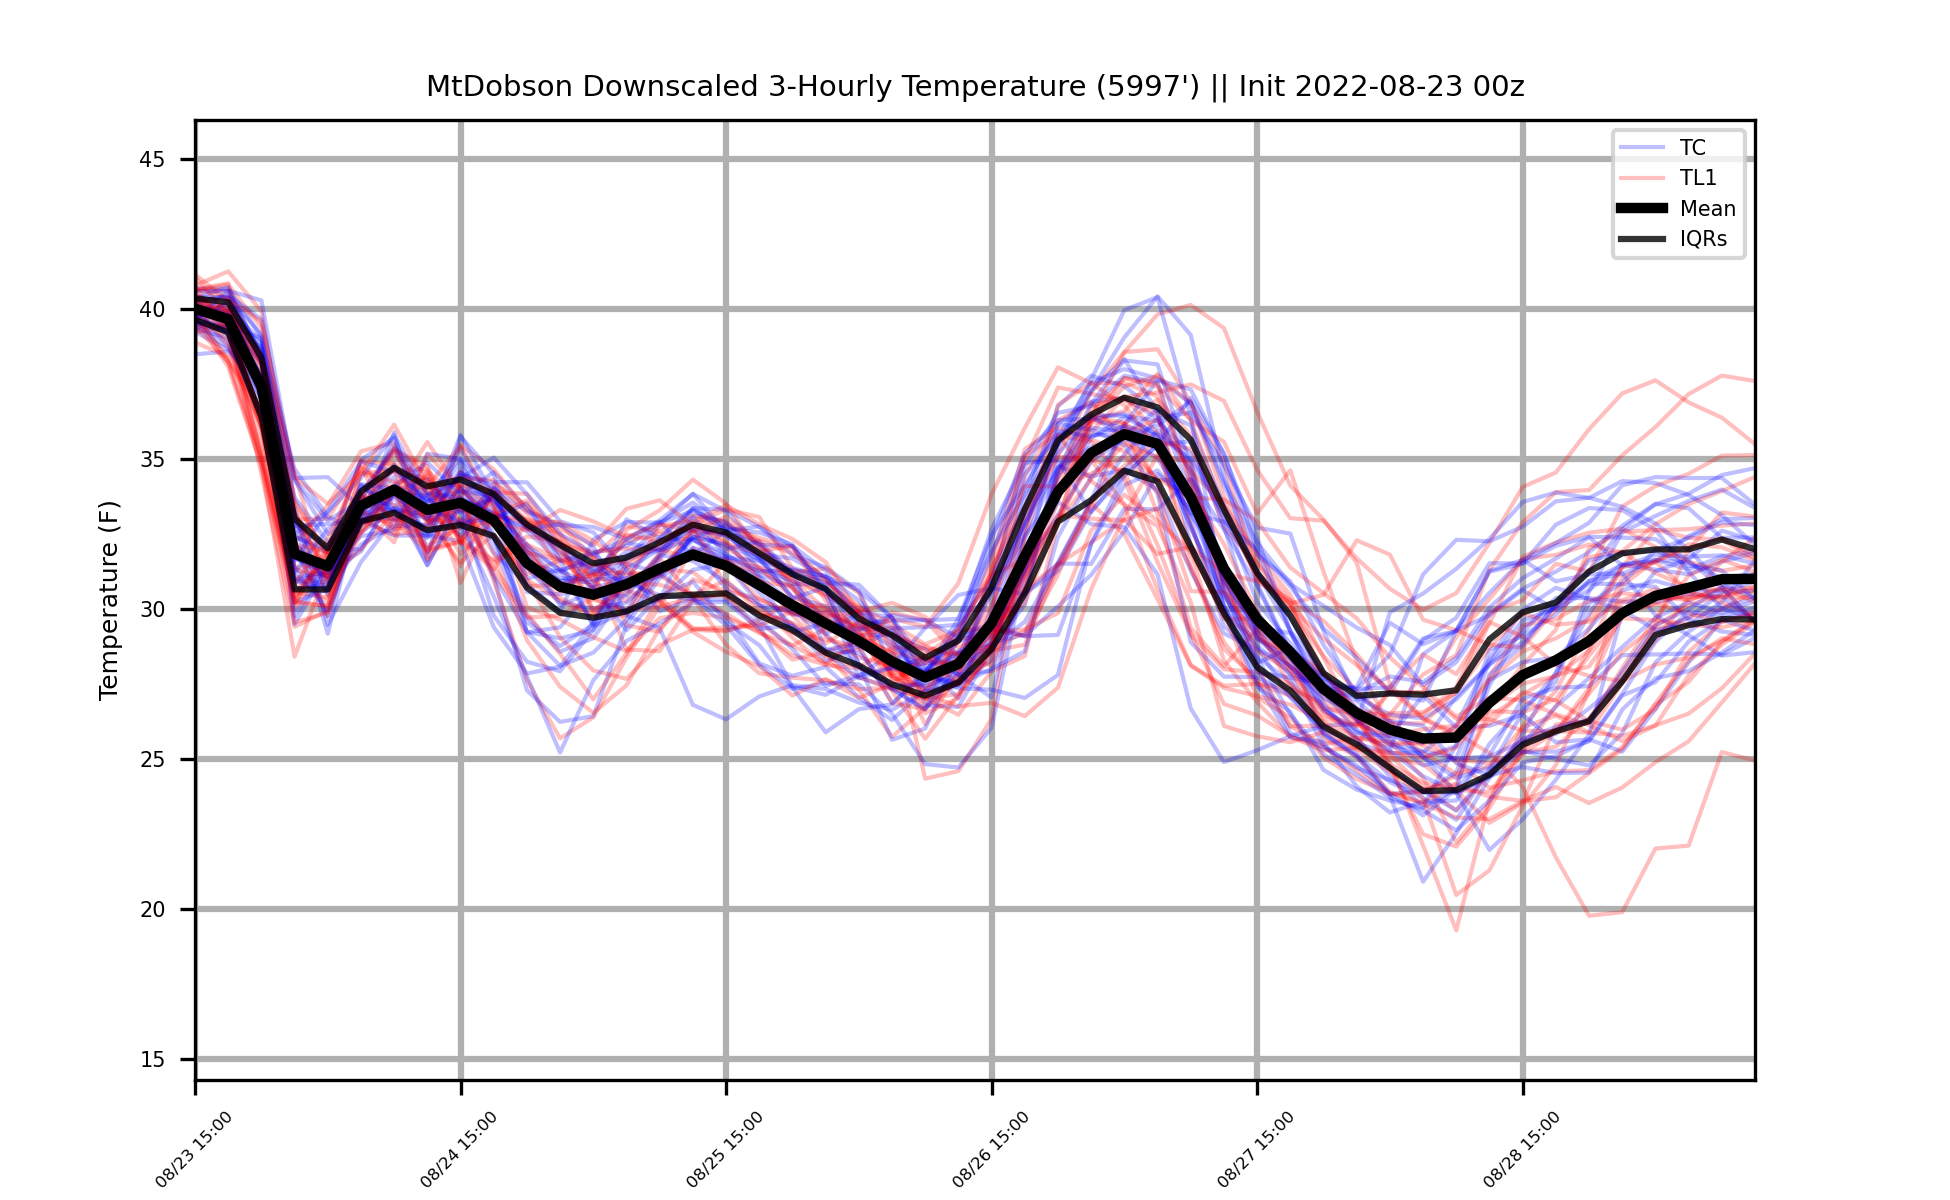 MtDobson Downscaled 3-Hourly Temperature (5997') || Init 2022-08-23 00z
TC
TL1
Mean
IQRs
Temperature (F)
45
40
35
30
25
20
15
08/23 15:00
08/24 15:00
08/25 15:00
08/26 15:00
08/27 15:00
08/28 15:00